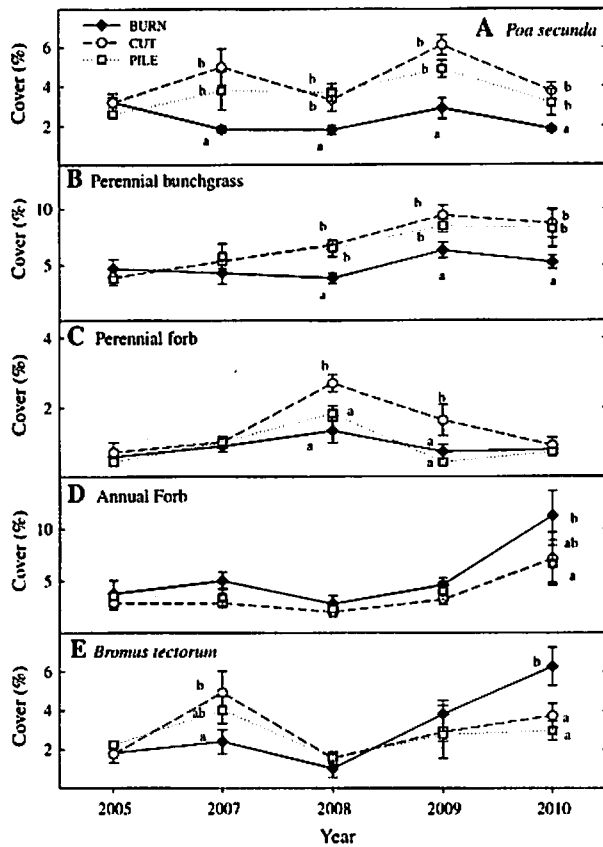 BURN
CUT
PILE
A Poa secunda
Cover (%)
6
4
2
b
b
b
b
b
b
b
b
a
a
a
a
B Perennial bunchgrass
Cover (%)
10
5
b
b
b
b
b
b
a
a
a
C Perennial forb
Cover (%)
4
2
b
a
a
b
a
a
D Annual Forb
Cover (%)
10
5
b
ab
a
E Bromus tectorum
Cover (%)
6
4
2
b
ab
a
b
a
a
2005 2007 2008 2009 2010
Year